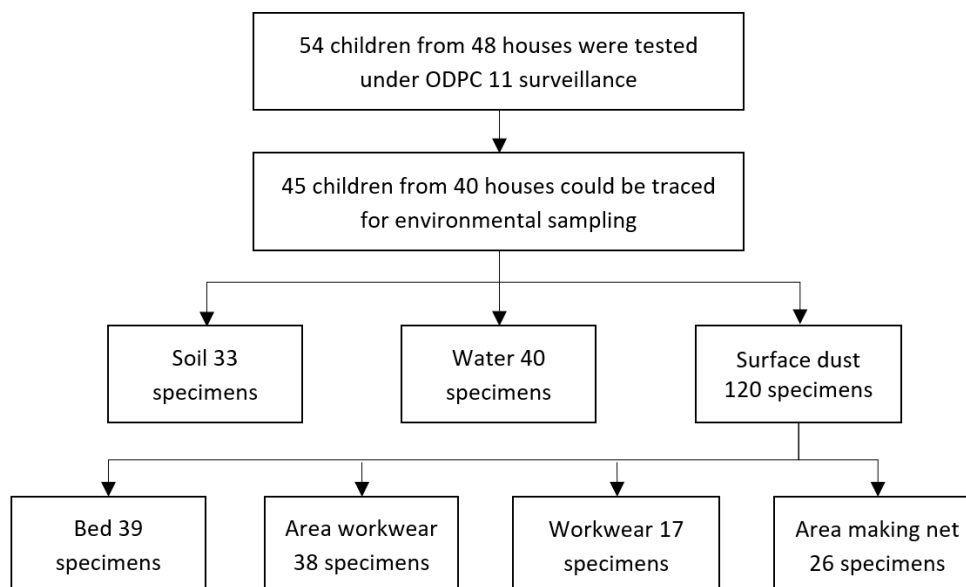 54 children from 48 houses were tested
under ODPC 11 surveillance
45 children from 40 houses could be traced
for environmental sampling
Soil 33
specimens
Water 40
specimens
Surface dust
120 specimens
Bed 39
specimens
Area workwear
38 specimens
Workwear 17
specimens
Area making net
26 specimens